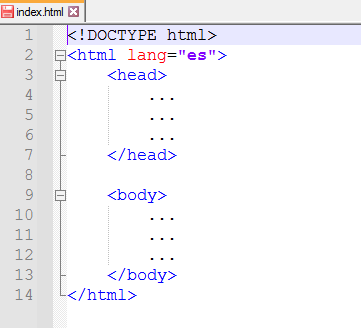 index.html
1 <!DOCTYPE html>
2 <html lang="es">
3 <head>
4 ...
5 ...
6 ...
7 </head>
8
9 <body>
10 ...
11 ...
12 ...
13 </body>
14 </html>